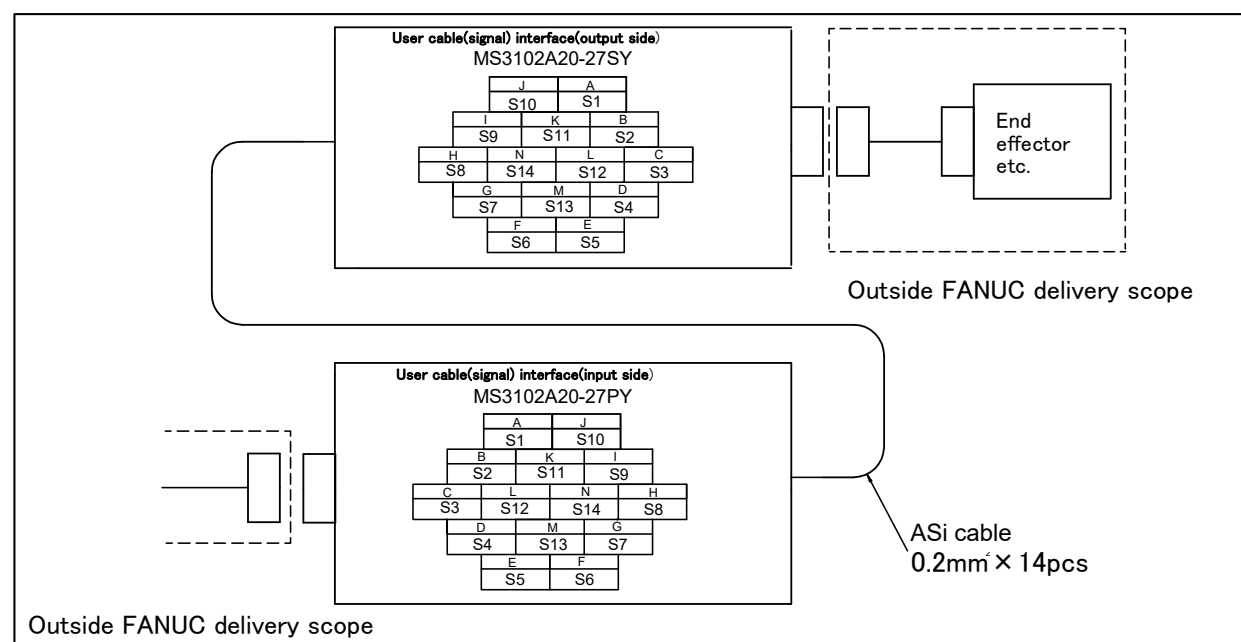 User cable(signal) interface(output side)
MS3102A20-27SY
J A
S10 S1
I K B
S9 S11 S2
H N L C
S8 S14 S12 S3
G M D
S7 S13 S4
F E
S6 S5
End
effector
etc.
Outside FANUC delivery scope
User cable(signal) interface(input side)
MS3102A20-27PY
A J
S1 S10
B K I
S2 S11 S9
C L N H
S3 S12 S14 S8
D M G
S4 S13 S7
E F
S5 S6
ASi cable
0.2mm² × 14pcs
Outside FANUC delivery scope